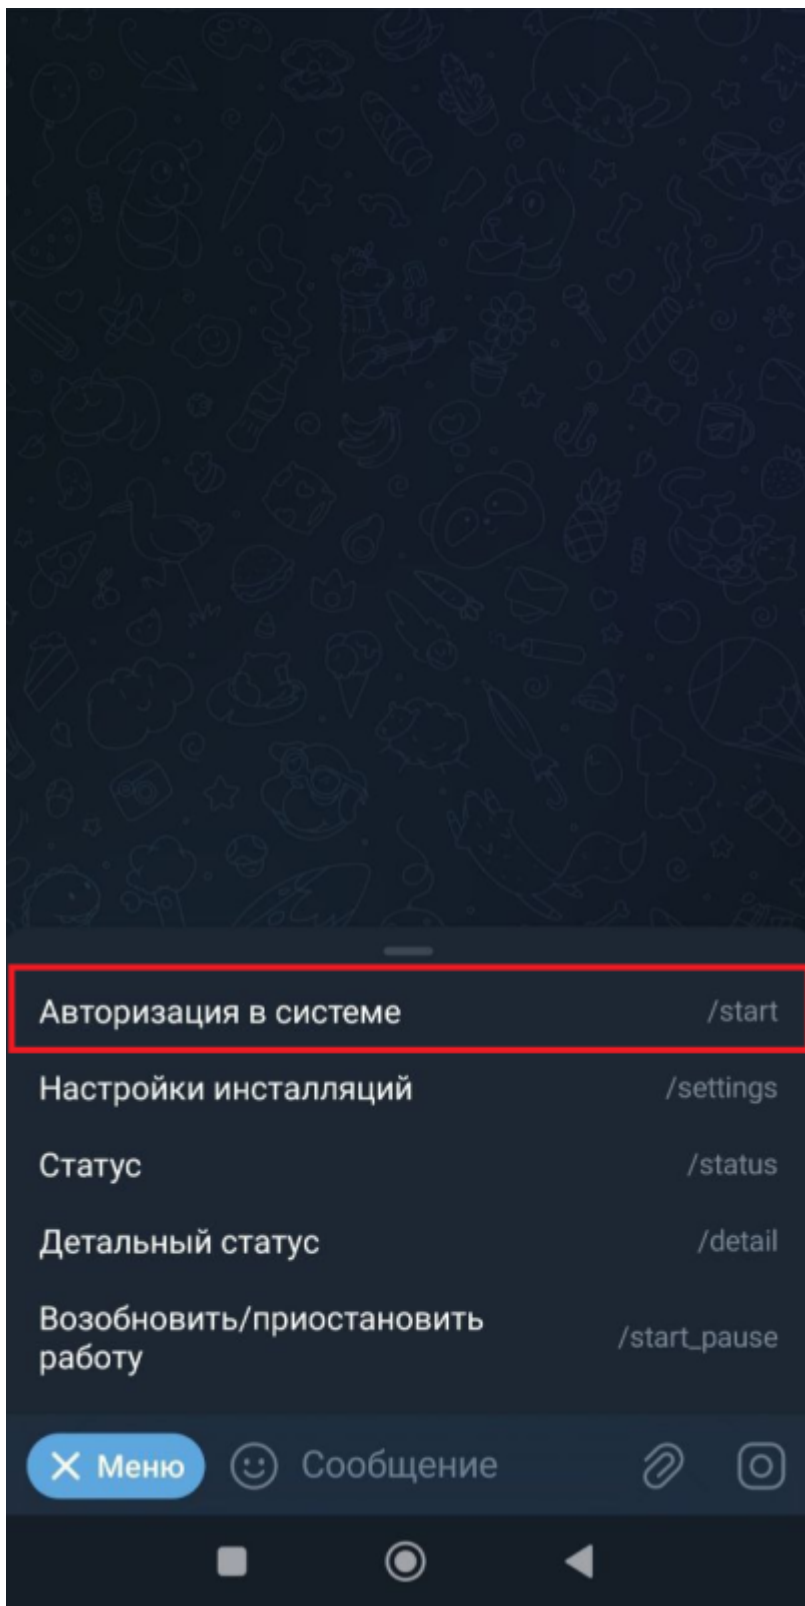 Авторизация в системе /start
Настройки инсталляций /settings
Статус /status
Детальный статус /detail
Возобновить/приостановить
работу /start_pause
Меню Сообщение